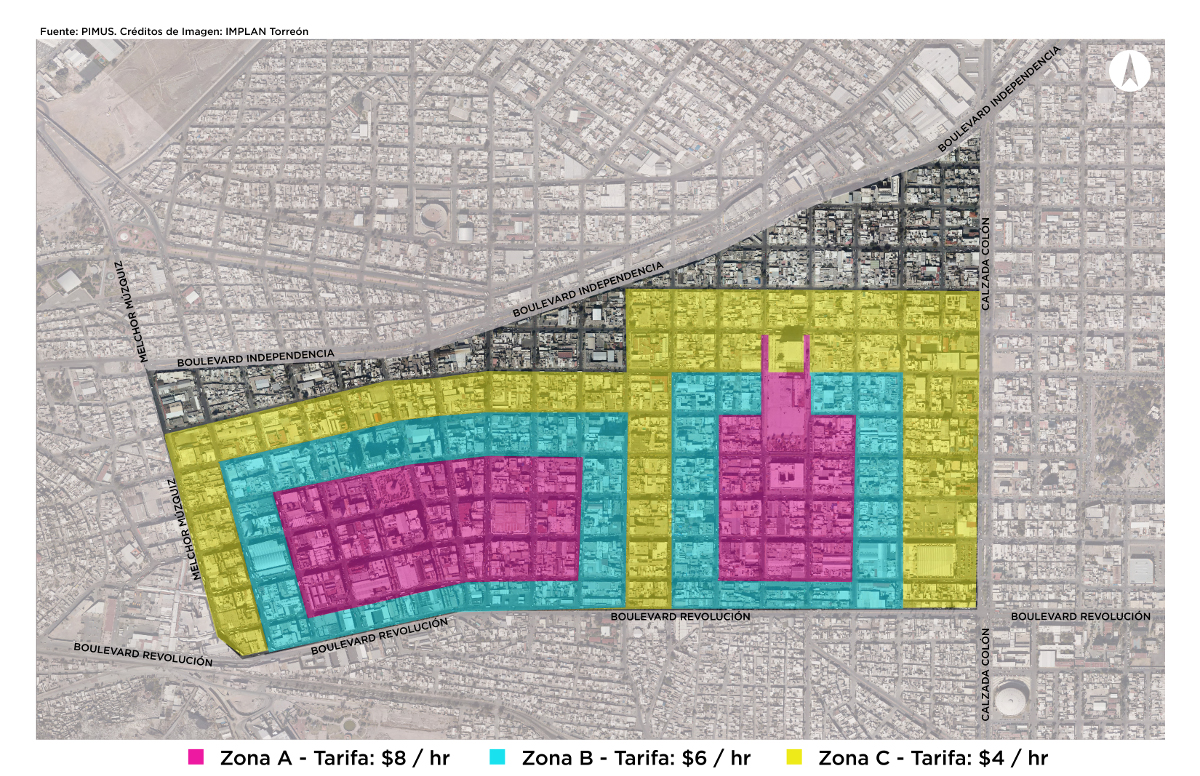 Fuente: PIMUS. Créditos de Imagen: IMPLAN Torreón
BOULEVARD INDEPENDENCIA
CALZADA COLÓN
MELCHOR MÚZQUIZ
BOULEVARD INDEPENDENCIA
BOULEVARD INDEPENDENCIA
MELCHOR MÚZQUIZ
BOULEVARD REVOLUCIÓN
BOULEVARD REVOLUCIÓN
BOULEVARD REVOLUCIÓN
BOULEVARD REVOLUCIÓN
CALZADA COLÓN
Zona A - Tarifa: $8 / hr
Zona B - Tarifa: $6 / hr
Zona C - Tarifa: $4 / hr